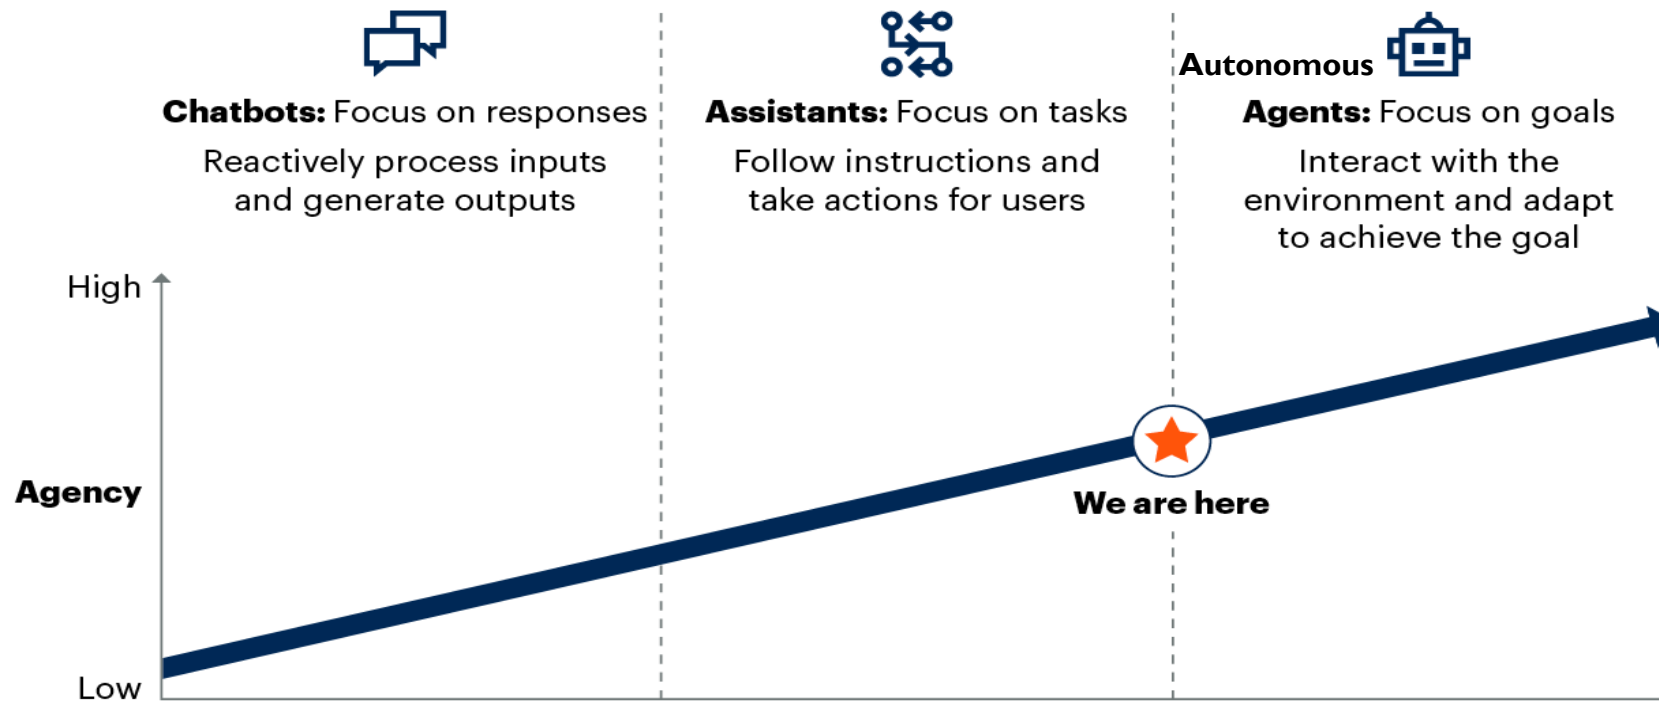 Chatbots: Focus on responses
Reactively process inputs
and generate outputs
Assistants: Focus on tasks
Follow instructions and
take actions for users
Autonomous
Agents: Focus on goals
Interact with the
environment and adapt
to achieve the goal
High
Agency
Low
We are here